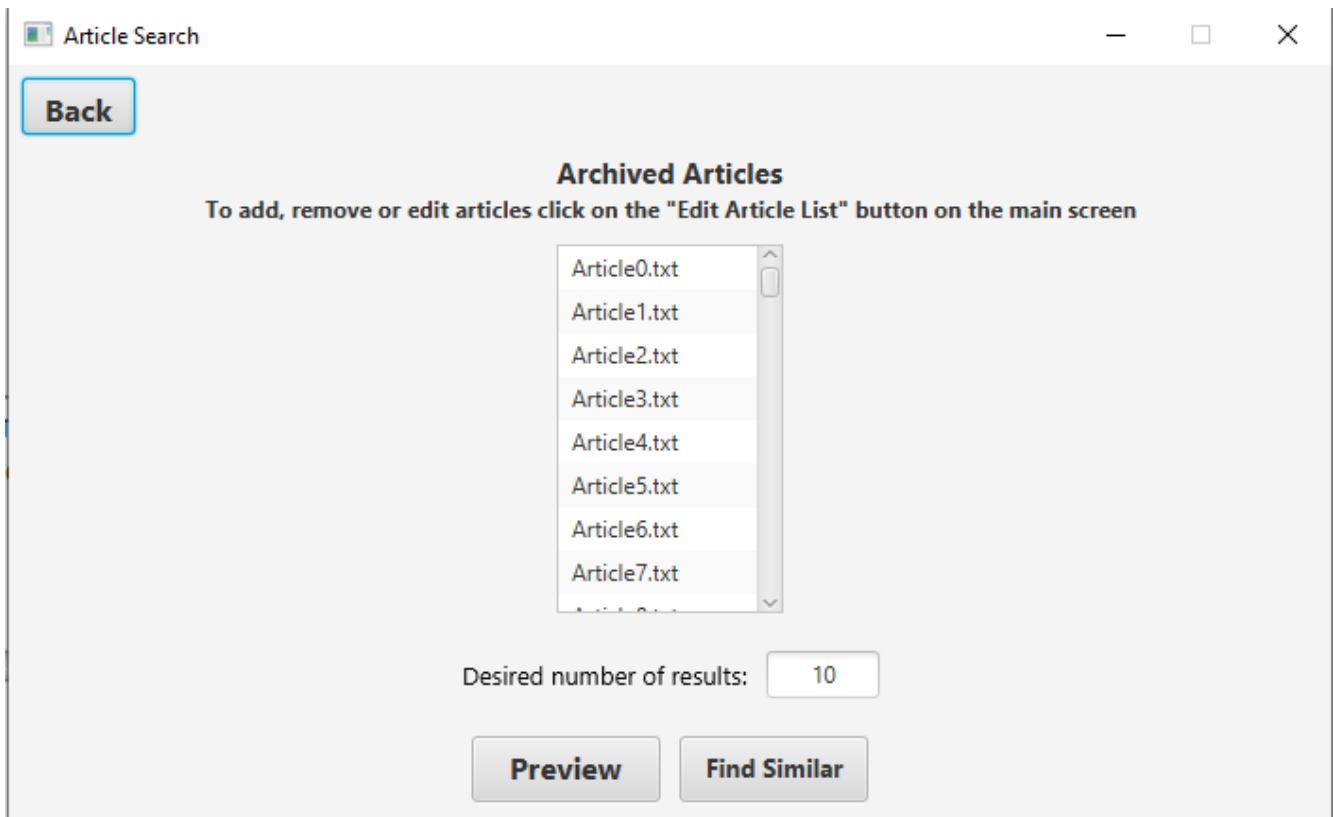 Article Search
Back
Archived Articles
To add, remove or edit articles click on the "Edit Article List" button on the main screen
Article0.txt
Article1.txt
Article2.txt
Article3.txt
Article4.txt
Article5.txt
Article6.txt
Article7.txt
Desired number of results: 10
Preview Find Similar